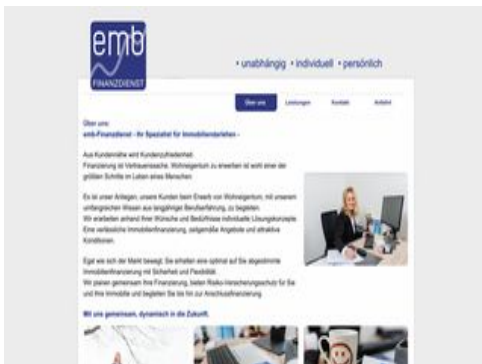 emb
FINANZDIENST
• unabhängig • individuell • persönlich
Über uns Leistungen Kontakt Anfahrt
Über uns:
emb-Finanzdienst - Ihr Spezialist für Immobiliendarlehen -
Aus Kundennähe wird Kundenzufriedenheit.
Finanzierung ist Vertrauenssache. Wohneigentum zu erwerben ist wohl einer der
größten Schritte im Leben eines Menschen.
Es ist unser Anliegen, unsere Kunden beim Erwerb von Wohneigentum, mit unserem
umfangreichen Wissen aus langjähriger Berufserfahrung, zu begleiten.
Wir erarbeiten anhand Ihrer Wünsche und Bedürfnisse individuelle Lösungskonzepte.
Eine verlässliche Immobilienfinanzierung, zeitgemäße Angebote und attraktive
Konditionen.
Egal wie sich der Markt bewegt, Sie erhalten eine optimal auf Sie abgestimmte
Immobilienfinanzierung mit Sicherheit und Flexibilität.
Wir planen gemeinsam Ihre Finanzierung, bieten Risiko-Versicherungsschutz für Sie
und Ihre Immobilie und begleiten Sie bis hin zur Anschlussfinanzierung.
Mit uns gemeinsam, dynamisch in die Zukunft.